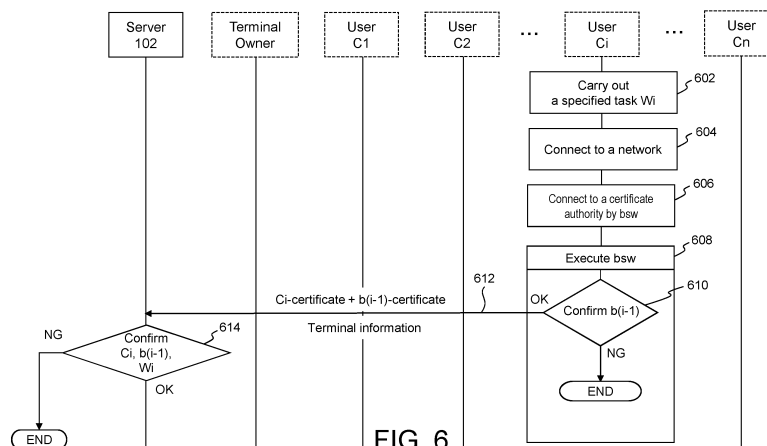 Server
102
Terminal
Owner
User
C1
User
C2
...
User
Ci
...
User
Cn
Carry out
a specified task Wi
602
Connect to a network
604
Connect to a certificate
authority by bsw
606
Execute bsw
608
Confirm b(i-1)
610
OK
NG
END
612
Ci-certificate + b(i-1)-certificate
Terminal information
Confirm
Ci, b(i-1),
Wi
614
NG
OK
END
FIG. 6